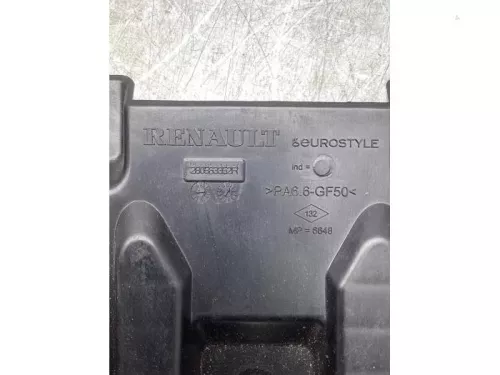 RENAULT
eUROSTYLE
ind =
>PA6.6-GF50<
132
MP = 6848